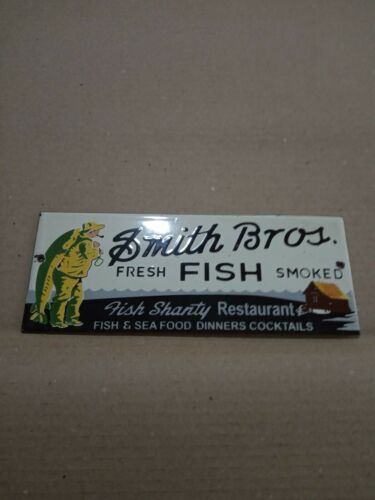 Smith Bros.
FRESH FISH SMOKED
Fish Shanty Restaurant
FISH & SEA FOOD DINNERS COCKTAILS